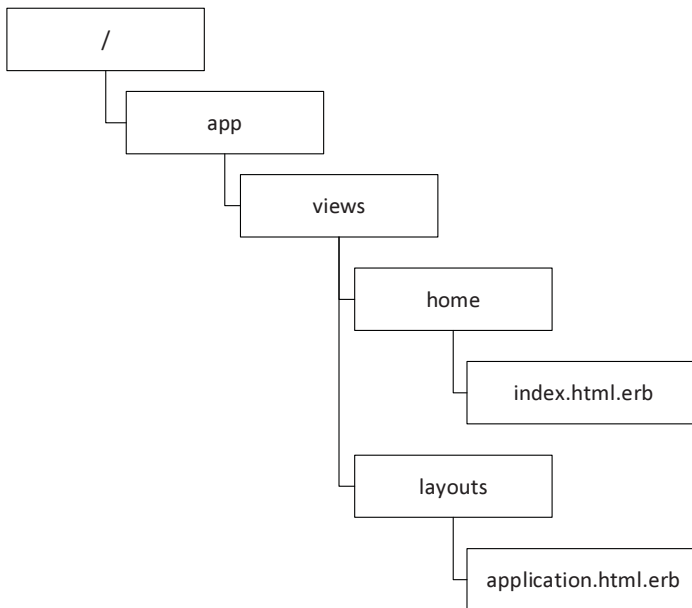 /
app
views
home
index.html.erb
layouts
application.html.erb